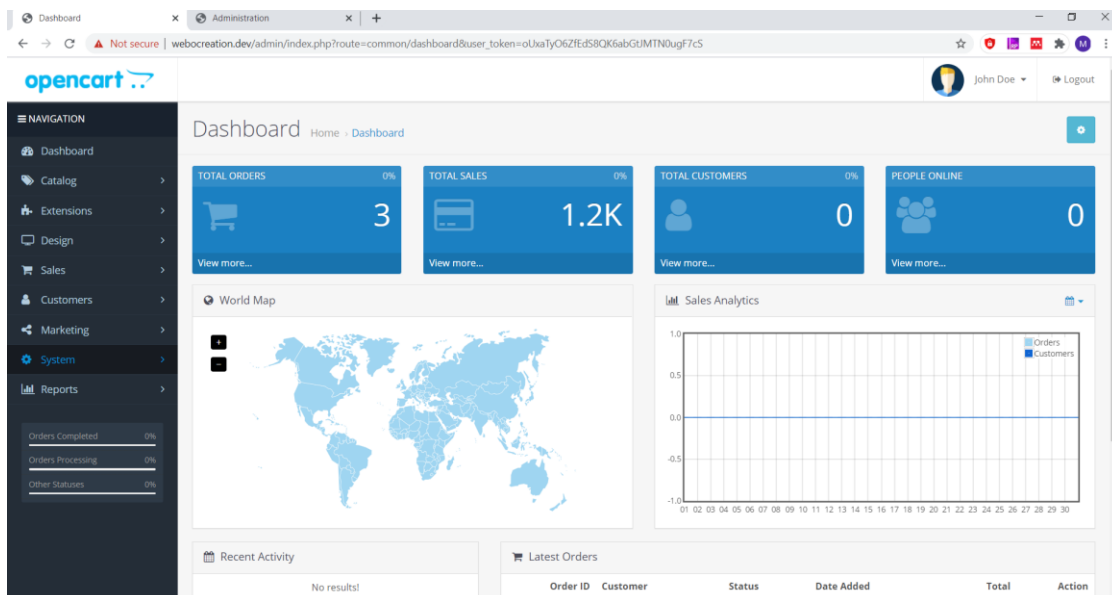 Dashboard
Administration
Not secure | webocreation.dev/admin/index.php?route=common/dashboard&user_token=oUxaTyO6ZfEdS8QK6abGtJMTN0ugF7cS
M
opencart
John Doe
Logout
NAVIGATION
Dashboard
Catalog
Extensions
Design
Sales
Customers
Marketing
System
Reports
Orders Completed 0%
Orders Processing 0%
Other Statuses 0%
Dashboard Home › Dashboard
TOTAL ORDERS 0%
3
View more...
TOTAL SALES 0%
1.2K
View more...
TOTAL CUSTOMERS 0%
0
View more...
PEOPLE ONLINE
0
View more...
World Map
+
-
Sales Analytics
Orders
Customers
1.0
0.5
0.0
-0.5
-1.0
01 02 03 04 05 06 07 08 09 10 11 12 13 14 15 16 17 18 19 20 21 22 23 24 25 26 27 28 29 30
Recent Activity
No results!
Latest Orders
Order ID Customer Status Date Added Total Action